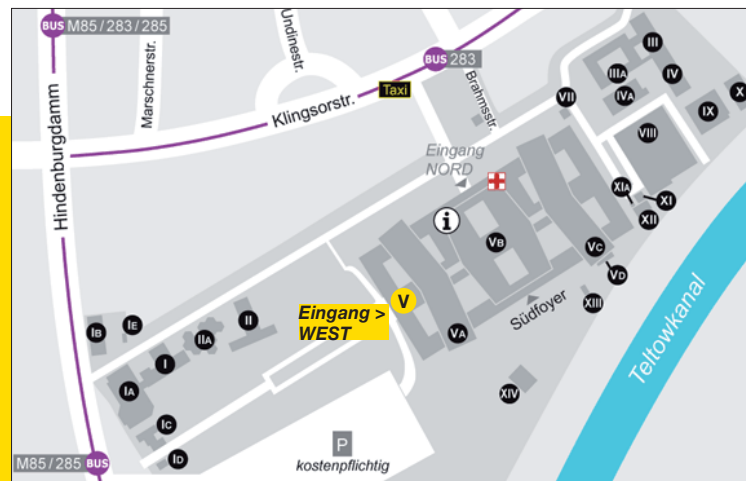 BUS M85/283/285
Marschnerstr.
Undinestr.
BUS 283
Taxi
Klingsorstr.
Brahmsstr.
Hindenburgdamm
Eingang
NORD
III
IIIA
IV
IVA
VII
X
IX
VIII
i
XIA
XI
XII
VB
VC
VD
V
Eingang >
WEST
VA
Südfoyer
XIII
Teltowkanal
IB
IE
II
IIA
I
IA
IC
ID
XIV
P
kostenpflichtig
M85/285 BUS